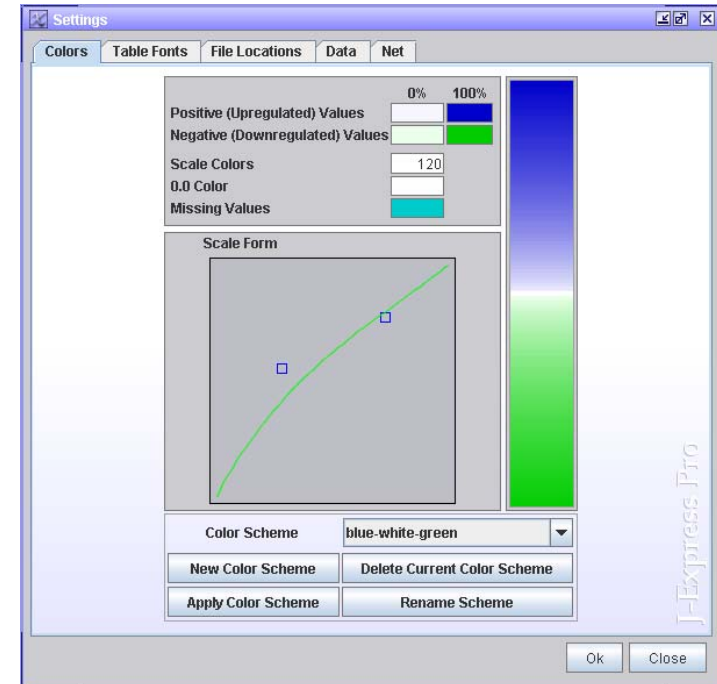 Settings
Colors Table Fonts File Locations Data Net
0% 100%
Positive (Upregulated) Values
Negative (Downregulated) Values
Scale Colors 120
0.0 Color
Missing Values
Scale Form
Color Scheme blue-white-green
New Color Scheme Delete Current Color Scheme
Apply Color Scheme Rename Scheme
J-Express Pro
Ok Close